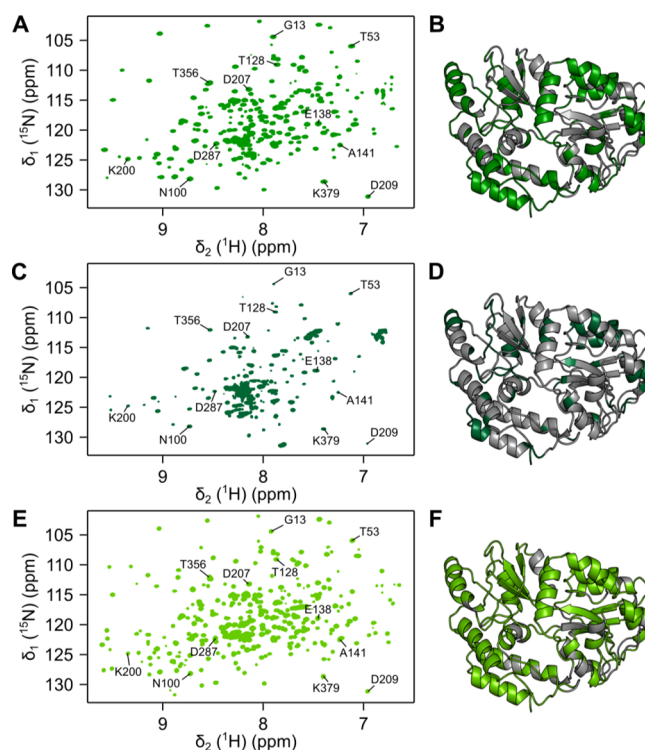 A
B
G13
T53
T128
T356
D207
E138
A141
K200
D287
N100
K379
D209
105
110
115
120
125
130
δ1 (15N) (ppm)
9
8
7
δ2 (1H) (ppm)
C
D
G13
T53
T128
T356
D207
E138
A141
K200
D287
N100
K379
D209
105
110
115
120
125
130
δ1 (15N) (ppm)
9
8
7
δ2 (1H) (ppm)
E
F
G13
T53
T128
T356
D207
E138
A141
K200
D287
N100
K379
D209
105
110
115
120
125
130
δ1 (15N) (ppm)
9
8
7
δ2 (1H) (ppm)